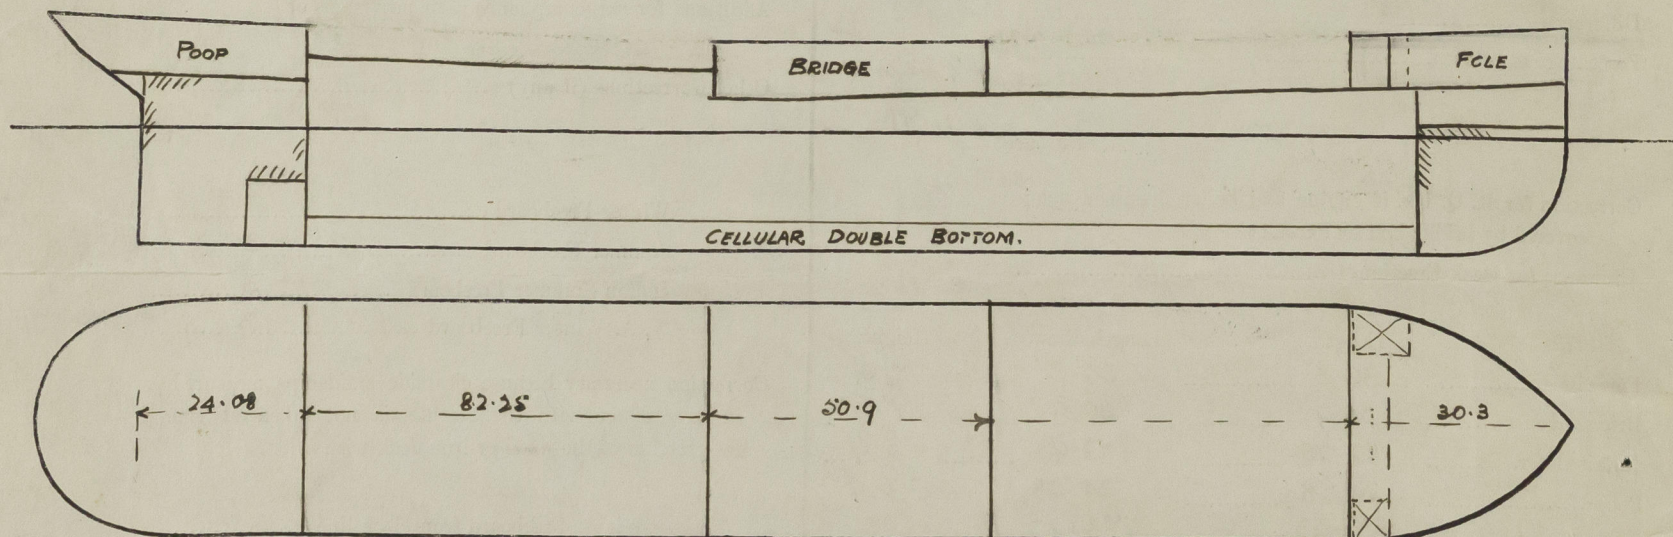 POOP
BRIDGE
FCLE
CELLULAR DOUBLE BOTTOM.
24.08
82.25
50.9
30.3